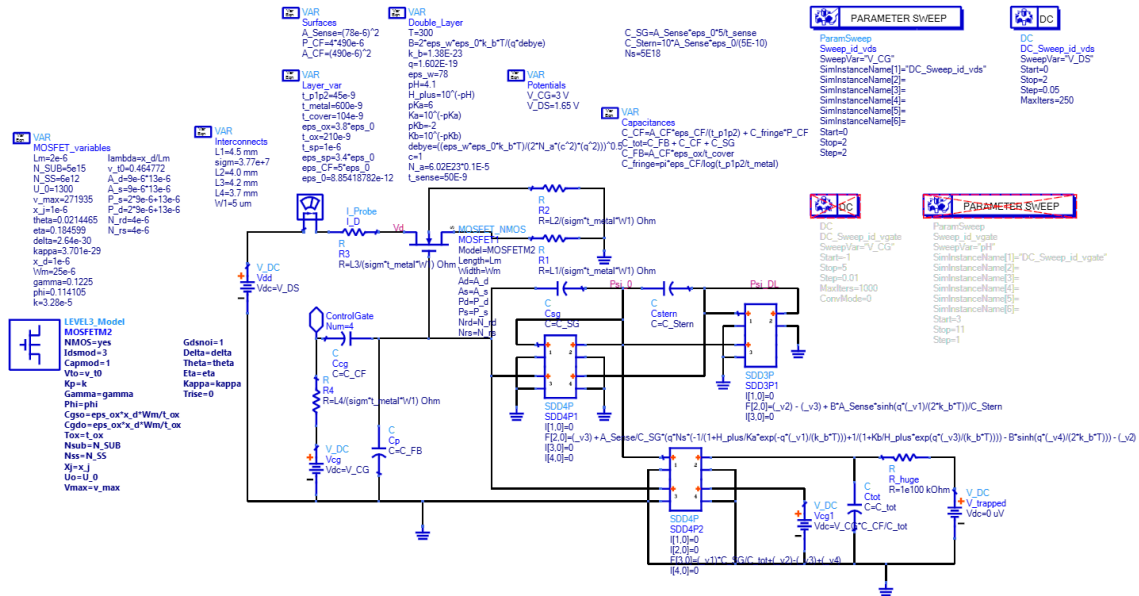 VAR
Surfaces
A_Sense=(78e-6)^2
P_CF=4*490e-6
A_CF=(490e-6)^2
VAR
Double_Layer
T=300
B=2*eps_w*eps_0*k_b*T/(q*debye)
k_b=1.38E-23
q=1.602E-19
eps_w=78
pH=4.1
H_plus=10^(-pH)
pKa=6
Ka=10^(-pKa)
pKb=-2
Kb=10^(-pKb)
debye=((eps_w*eps_0*k_b*T)/(2*N_a*(c^2)*(q^2)))^0.5
c=1
N_a=6.02E23*0.1E-5
t_sense=50E-9
C_SG=A_Sense*eps_0*5/t_sense
C_Stern=10*A_Sense*eps_0/(5E-10)
Ns=5E18
PARAMETER SWEEP
ParamSweep
Sweep_id_vds
SweepVar="V_CG"
SimInstanceName[1]="DC_Sweep_id_vds"
SimInstanceName[2]=
SimInstanceName[3]=
SimInstanceName[4]=
SimInstanceName[5]=
SimInstanceName[6]=
Start=0
Stop=2
Step=2
DC
DC
DC_Sweep_id_vds
SweepVar="V_DS"
Start=0
Stop=2
Step=0.05
MaxIters=250
VAR
Layer_var
t_p1p2=45e-9
t_metal=600e-9
t_cover=104e-9
eps_ox=3.8*eps_0
t_ox=210e-9
t_sp=1e-6
eps_sp=3.4*eps_0
eps_CF=5*eps_0
eps_0=8.85418782e-12
VAR
Potentials
V_CG=3 V
V_DS=1.65 V
VAR
Capacitances
C_CF=A_CF*eps_CF/(t_p1p2) + C_fringe*P_CF
C_tot=C_FB + C_CF + C_SG
C_FB=A_CF*eps_ox/t_cover
C_fringe=pi*eps_CF/log(t_p1p2/t_metal)
VAR
MOSFET_variables
Lm=2e-6
N_SUB=5e15
N_SS=6e12
U_0=1300
v_max=271935
x_j=1e-6
theta=0.0214465
eta=0.184599
delta=2.64e-30
kappa=3.701e-29
x_d=1e-6
Wm=25e-6
gamma=0.1225
phi=0.114105
k=3.28e-5
lambda=x_d/Lm
v_t0=0.464772
A_d=9e-6*13e-6
A_s=9e-6*13e-6
P_s=2*9e-6+13e-6
P_d=2*9e-6+13e-6
N_rd=4e-6
N_rs=4e-6
VAR
Interconnects
L1=4.5 mm
sigm=3.77e+7
L2=4.0 mm
L3=4.2 mm
L4=3.7 mm
W1=5 um
DC
DC
DC_Sweep_id_vgate
SweepVar="V_CG"
Start=-1
Stop=5
Step=0.01
MaxIters=1000
ConvMode=0
PARAMETER SWEEP
ParamSweep
Sweep_id_vgate
SweepVar="pH"
SimInstanceName[1]="DC_Sweep_id_vgate"
SimInstanceName[2]=
SimInstanceName[3]=
SimInstanceName[4]=
SimInstanceName[5]=
SimInstanceName[6]=
Start=3
Stop=11
Step=1
I_Probe
I_D
R
R3
R=L3/(sigm*t_metal*W1) Ohm
Vd
MOSFET_NMOS
MOSFET1
Model=MOSFETM2
Length=Lm
Width=Wm
Ad=A_d
As=A_s
Pd=P_d
Ps=P_s
Nrd=N_rd
Nrs=N_rs
R
R2
R=L2/(sigm*t_metal*W1) Ohm
R
R1
R=L1/(sigm*t_metal*W1) Ohm
V_DC
Vdd
Vdc=V_DS
LEVEL3_Model
MOSFETM2
NMOS=yes
Idsmod=3
Capmod=1
Vto=v_t0
Kp=k
Gamma=gamma
Phi=phi
Cgso=eps_ox*x_d*Wm/t_ox
Cgdo=eps_ox*x_d*Wm/t_ox
Tox=t_ox
Nsub=N_SUB
Nss=N_SS
Xj=x_j
Uo=U_0
Vmax=v_max
Gdsnoi=1
Delta=delta
Theta=theta
Eta=eta
Kappa=kappa
Trise=0
ControlGate
Num=4
C
Ccg
C=C_CF
R
R4
R=L4/(sigm*t_metal*W1) Ohm
V_DC
Vcg
Vdc=V_CG
C
Cp
C=C_FB
Psi_0
Psi_DL
C
Csg
C=C_SG
C
Cstern
C=C_Stern
SDD4P
SDD4P1
I[1,0]=0
F[2,0]=(_v3) + A_Sense/C_SG*(q*Ns*(-1/(1+H_plus/Ka*exp(-q*(_v1)/(k_b*T)))+1/(1+Kb/H_plus*exp(q*(_v3)/(k_b*T)))) - B*sinh(q*(_v4)/(2*k_b*T))) - (_v2)
I[3,0]=0
I[4,0]=0
SDD3P
SDD3P1
I[1,0]=0
F[2,0]=(_v2) - (_v3) + B*A_Sense*sinh(q*(_v1)/(2*k_b*T))/C_Stern
I[3,0]=0
SDD4P
SDD4P2
I[1,0]=0
I[2,0]=0
F[3,0]=(_v1)*C_SG/C_tot+(_v2)-(_v3)+(_v4)
I[4,0]=0
V_DC
Vcg1
Vdc=V_CG*C_CF/C_tot
C
Ctot
C=C_tot
R
R_huge
R=1e100 kOhm
V_DC
V_trapped
Vdc=0 uV